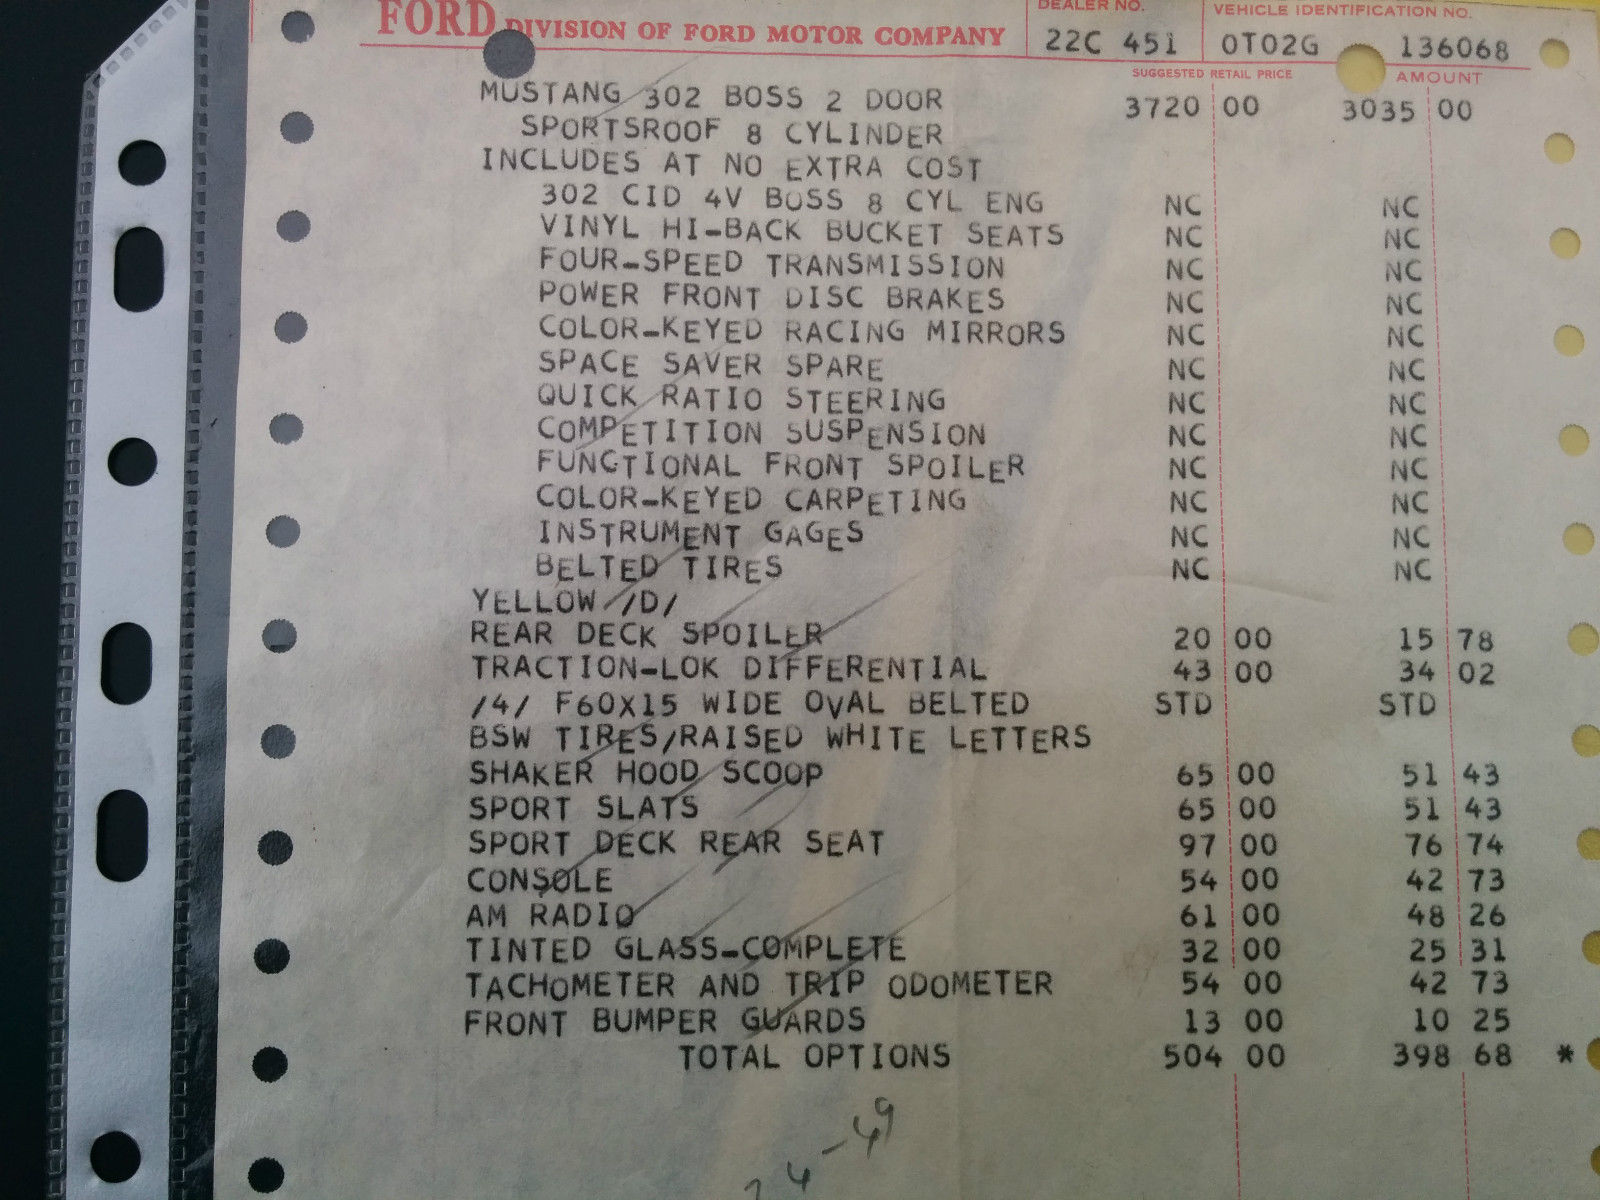 FORD DIVISION OF FORD MOTOR COMPANY
DEALER NO. VEHICLE IDENTIFICATION NO.
22C 451 0T02G 136068
SUGGESTED RETAIL PRICE AMOUNT
MUSTANG 302 BOSS 2 DOOR 3720 00 3035 00
SPORTSROOF 8 CYLINDER
INCLUDES AT NO EXTRA COST
302 CID 4V BOSS 8 CYL ENG NC NC
VINYL HI-BACK BUCKET SEATS NC NC
FOUR-SPEED TRANSMISSION NC NC
POWER FRONT DISC BRAKES NC NC
COLOR-KEYED RACING MIRRORS NC NC
SPACE SAVER SPARE NC NC
QUICK RATIO STEERING NC NC
COMPETITION SUSPENSION NC NC
FUNCTIONAL FRONT SPOILER NC NC
COLOR-KEYED CARPETING NC NC
INSTRUMENT GAGES NC NC
BELTED TIRES NC NC
YELLOW /D/
REAR DECK SPOILER 20 00 15 78
TRACTION-LOK DIFFERENTIAL 43 00 34 02
/4/ F60X15 WIDE OVAL BELTED STD STD
BSW TIRES/RAISED WHITE LETTERS
SHAKER HOOD SCOOP 65 00 51 43
SPORT SLATS 65 00 51 43
SPORT DECK REAR SEAT 97 00 76 74
CONSOLE 54 00 42 73
AM RADIO 61 00 48 26
TINTED GLASS-COMPLETE 32 00 25 31
TACHOMETER AND TRIP ODOMETER 54 00 42 73
FRONT BUMPER GUARDS 13 00 10 25
TOTAL OPTIONS 504 00 398 68 *
4-49